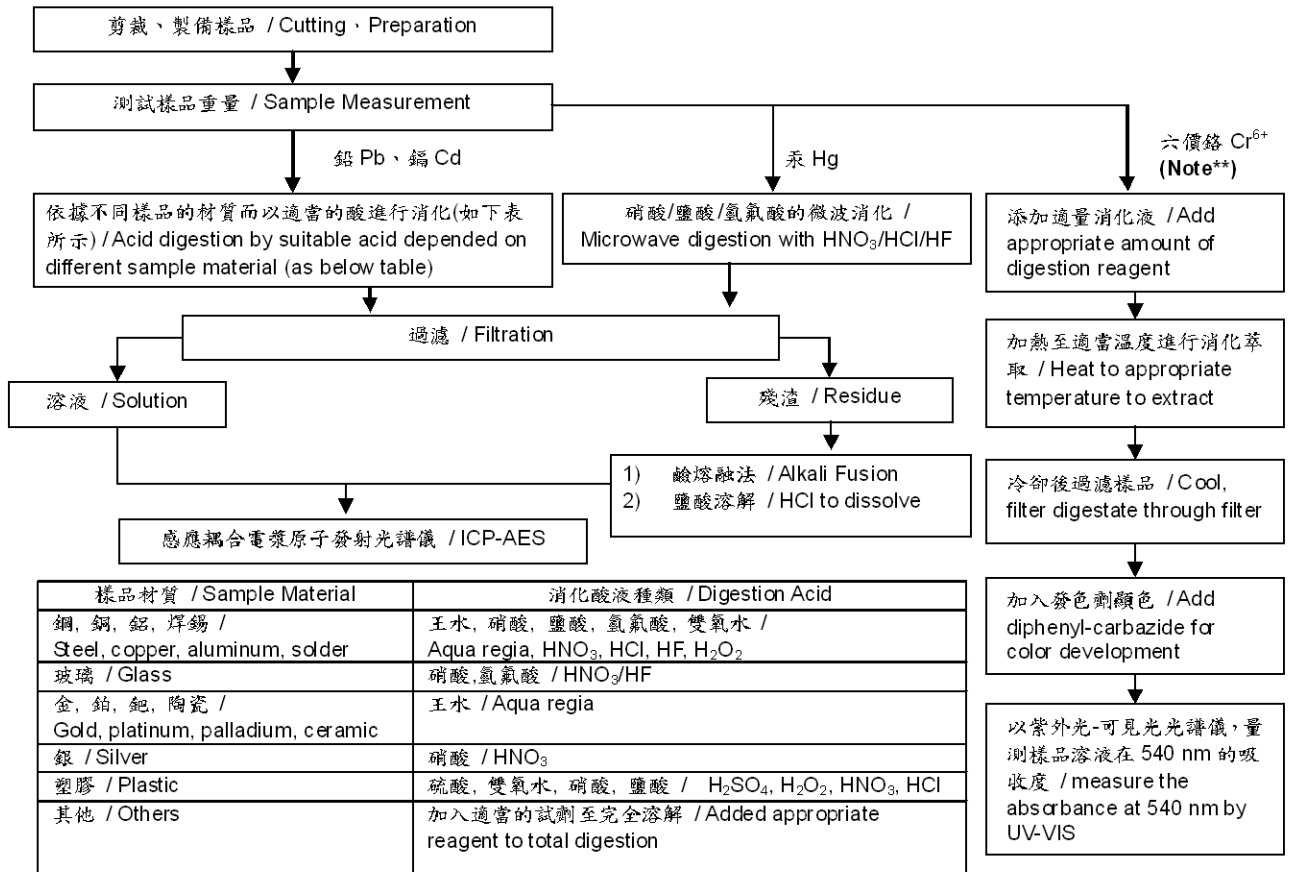 剪裁、製備樣品 / Cutting、Preparation
測試樣品重量 / Sample Measurement
鉛 Pb、鎘 Cd
汞 Hg
六價鉻 Cr⁶⁺
(Note**)
依據不同樣品的材質而以適當的酸進行消化(如下表
所示) / Acid digestion by suitable acid depended on
different sample material (as below table)
硝酸/鹽酸/氫氟酸的微波消化 /
Microwave digestion with HNO₃/HCl/HF
添加適量消化液 / Add
appropriate amount of
digestion reagent
過濾 / Filtration
加熱至適當溫度進行消化萃
取 / Heat to appropriate
temperature to extract
溶液 / Solution
殘渣 / Residue
1) 鹼熔融法 / Alkali Fusion
2) 鹽酸溶解 / HCl to dissolve
冷卻後過濾樣品 / Cool,
filter digestate through filter
感應耦合電漿原子發射光譜儀 / ICP-AES
樣品材質 / Sample Material
消化酸液種類 / Digestion Acid
鋼, 銅, 鋁, 焊錫 /
Steel, copper, aluminum, solder
王水, 硝酸, 鹽酸, 氫氟酸, 雙氧水 /
Aqua regia, HNO₃, HCl, HF, H₂O₂
玻璃 / Glass
硝酸,氫氟酸 / HNO₃/HF
金, 鉑, 鈀, 陶瓷 /
Gold, platinum, palladium, ceramic
王水 / Aqua regia
銀 / Silver
硝酸 / HNO₃
塑膠 / Plastic
硫酸, 雙氧水, 硝酸, 鹽酸 / H₂SO₄, H₂O₂, HNO₃, HCl
其他 / Others
加入適當的試劑至完全溶解 / Added appropriate
reagent to total digestion
加入發色劑顯色 / Add
diphenyl-carbazide for
color development
以紫外光-可見光光譜儀，量
測樣品溶液在 540 nm 的吸
收度 / measure the
absorbance at 540 nm by
UV-VIS